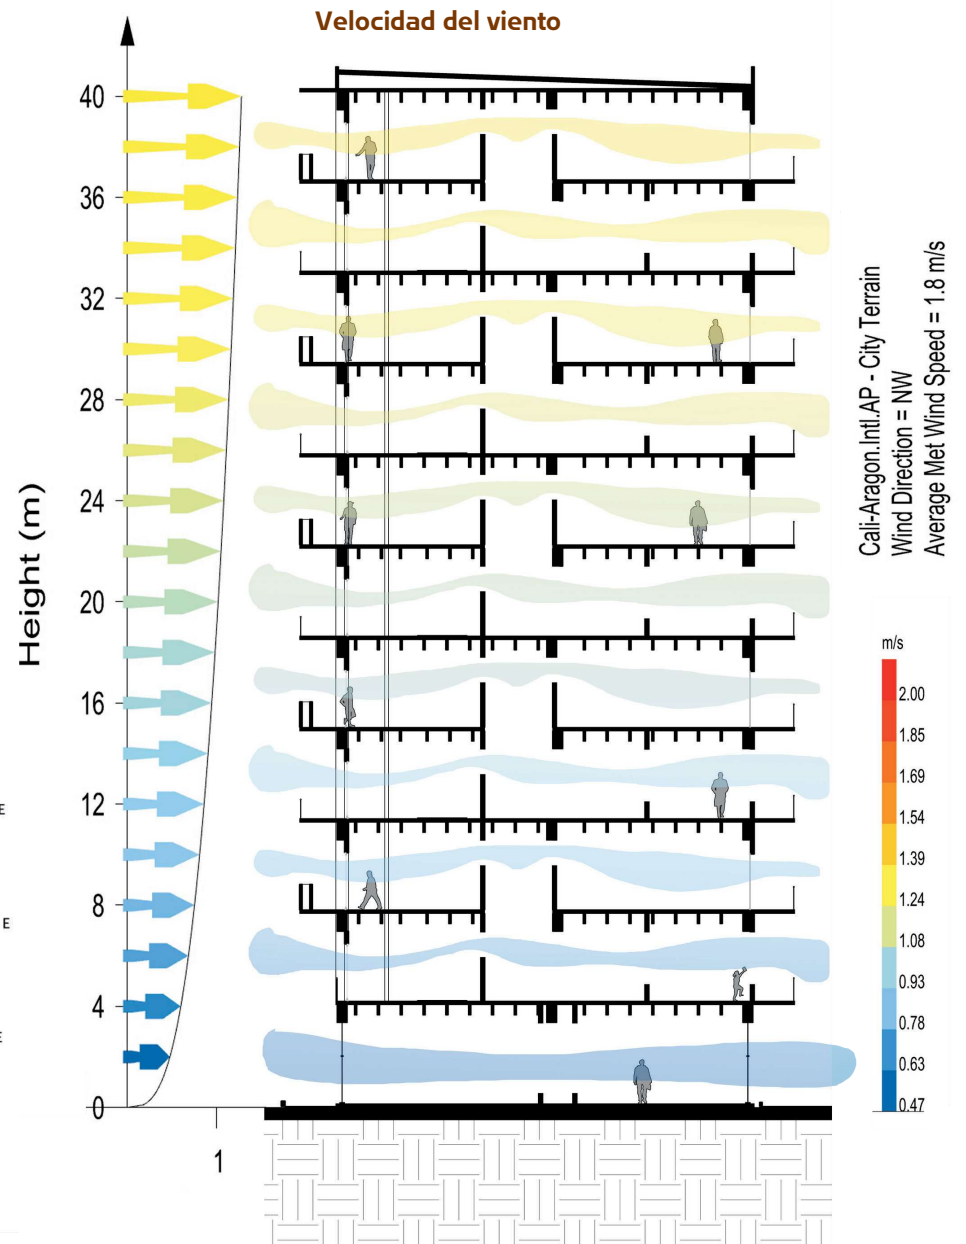 Velocidad del viento
40
36
32
28
24
20
16
12
8
4
0
1
Height (m)
E
E
E
Cali-Aragon.Intl.AP - City Terrain
Wind Direction = NW
Average Met Wind Speed = 1.8 m/s
m/s
2.00
1.85
1.69
1.54
1.39
1.24
1.08
0.93
0.78
0.63
0.47